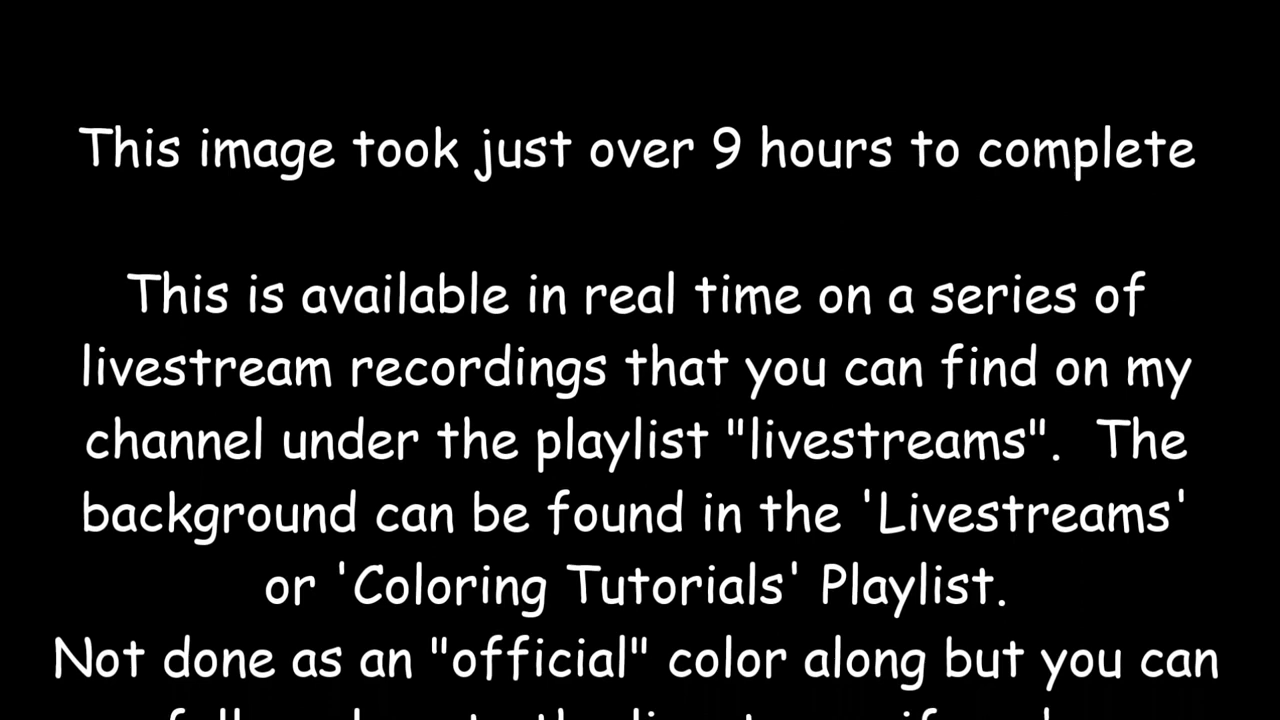 This image took just over 9 hours to complete
This is available in real time on a series of
livestream recordings that you can find on my
channel under the playlist "livestreams".  The
background can be found in the 'Livestreams'
or 'Coloring Tutorials' Playlist.
Not done as an "official" color along but you can